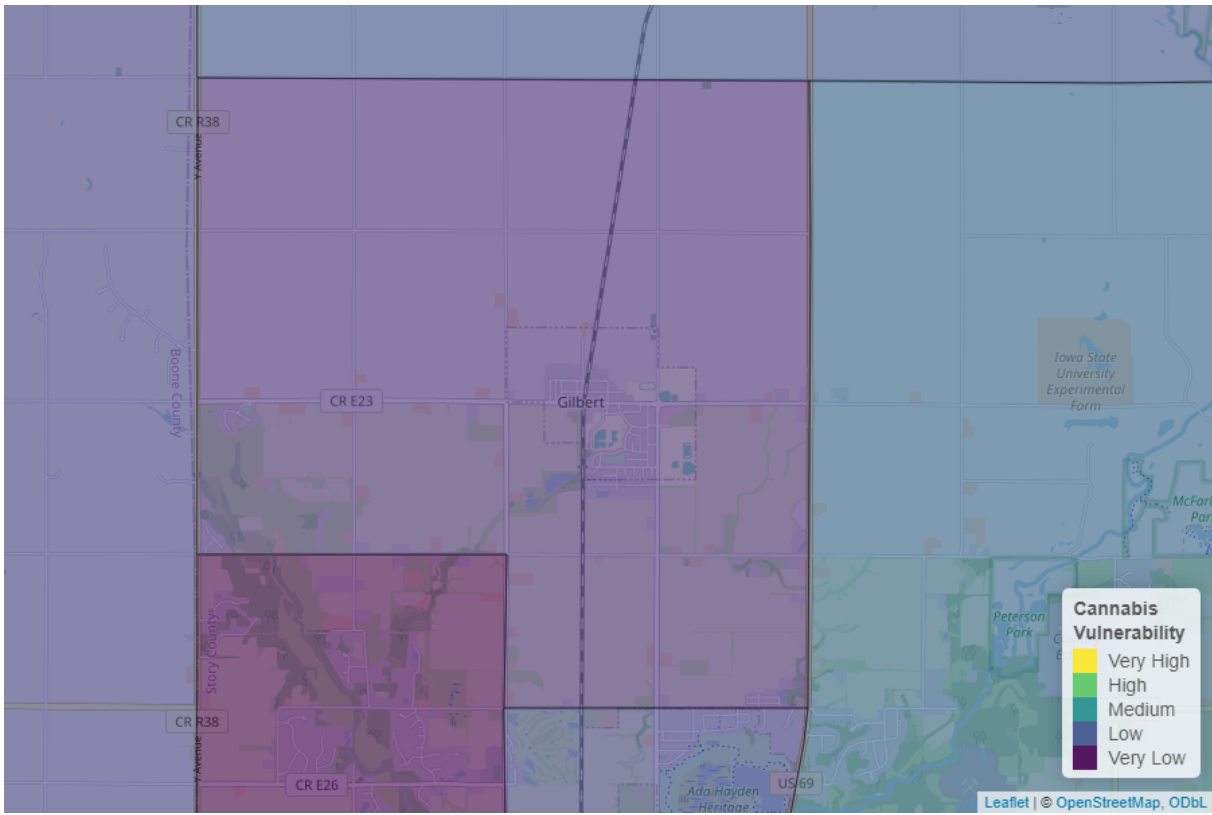 CR R38
Y Avenue
Boone County
CR E23
Gilbert
Iowa State
University
Experimental
Farm
Peterson
Park
Story County
CR R38
Y Avenue
CR E26
US 69
Ada Hayden
Heritage
Cannabis
Vulnerability
Very High
High
Medium
Low
Very Low
Leaflet | © OpenStreetMap, ODbL